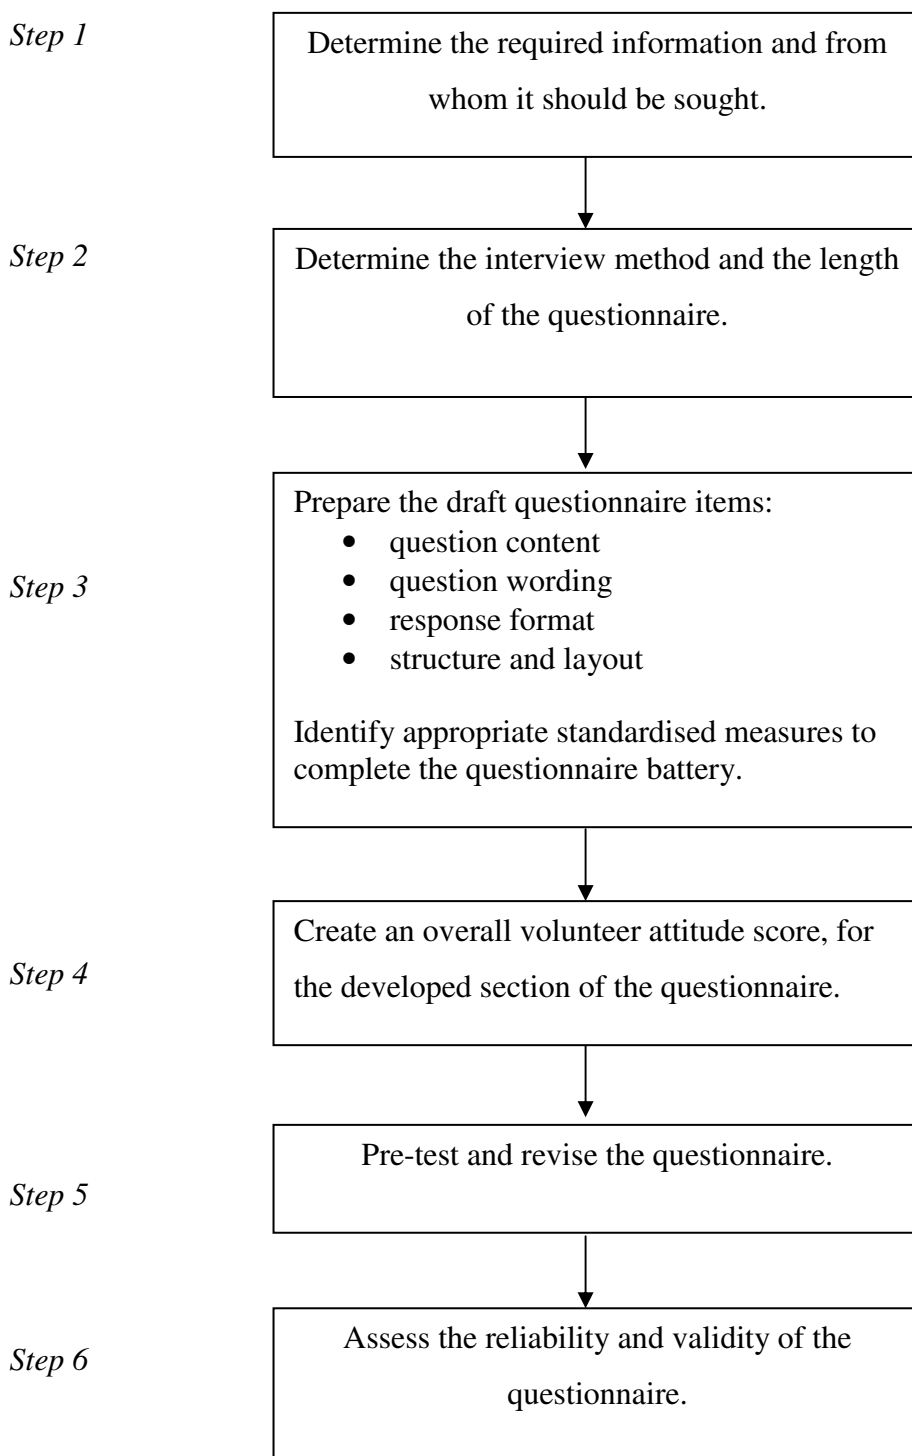 Step 1
Determine the required information and from
whom it should be sought.
Step 2
Determine the interview method and the length
of the questionnaire.
Step 3
Prepare the draft questionnaire items:
• question content
• question wording
• response format
• structure and layout
Identify appropriate standardised measures to
complete the questionnaire battery.
Step 4
Create an overall volunteer attitude score, for
the developed section of the questionnaire.
Step 5
Pre-test and revise the questionnaire.
Step 6
Assess the reliability and validity of the
questionnaire.